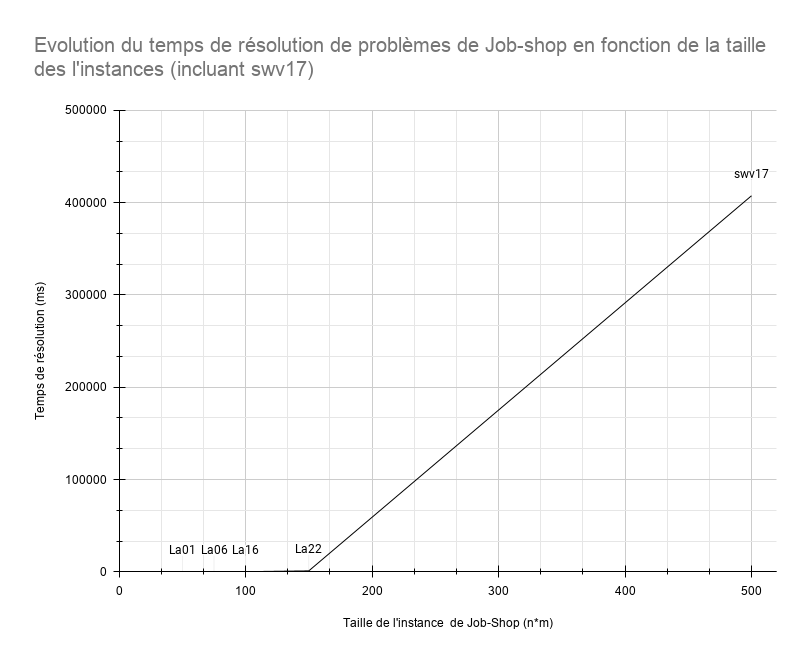 Evolution du temps de résolution de problèmes de Job-shop en fonction de la taille
des l'instances (incluant swv17)
500000
400000
300000
200000
100000
0
Temps de résolution (ms)
swv17
La01 La06 La16 La22
0 100 200 300 400 500
Taille de l'instance de Job-Shop (n*m)